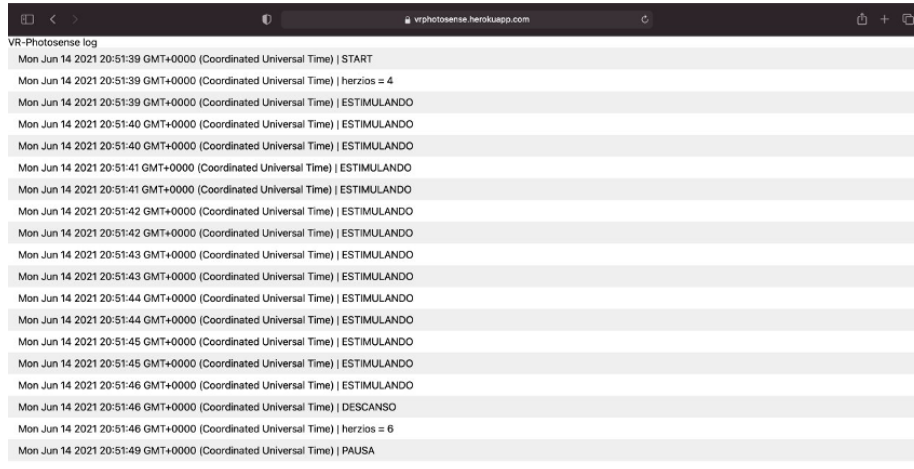 vrphotosense.herokuapp.com
VR-Photosense log
Mon Jun 14 2021 20:51:39 GMT+0000 (Coordinated Universal Time) | START
Mon Jun 14 2021 20:51:39 GMT+0000 (Coordinated Universal Time) | herzios = 4
Mon Jun 14 2021 20:51:39 GMT+0000 (Coordinated Universal Time) | ESTIMULANDO
Mon Jun 14 2021 20:51:40 GMT+0000 (Coordinated Universal Time) | ESTIMULANDO
Mon Jun 14 2021 20:51:40 GMT+0000 (Coordinated Universal Time) | ESTIMULANDO
Mon Jun 14 2021 20:51:41 GMT+0000 (Coordinated Universal Time) | ESTIMULANDO
Mon Jun 14 2021 20:51:41 GMT+0000 (Coordinated Universal Time) | ESTIMULANDO
Mon Jun 14 2021 20:51:42 GMT+0000 (Coordinated Universal Time) | ESTIMULANDO
Mon Jun 14 2021 20:51:42 GMT+0000 (Coordinated Universal Time) | ESTIMULANDO
Mon Jun 14 2021 20:51:43 GMT+0000 (Coordinated Universal Time) | ESTIMULANDO
Mon Jun 14 2021 20:51:43 GMT+0000 (Coordinated Universal Time) | ESTIMULANDO
Mon Jun 14 2021 20:51:44 GMT+0000 (Coordinated Universal Time) | ESTIMULANDO
Mon Jun 14 2021 20:51:44 GMT+0000 (Coordinated Universal Time) | ESTIMULANDO
Mon Jun 14 2021 20:51:45 GMT+0000 (Coordinated Universal Time) | ESTIMULANDO
Mon Jun 14 2021 20:51:45 GMT+0000 (Coordinated Universal Time) | ESTIMULANDO
Mon Jun 14 2021 20:51:46 GMT+0000 (Coordinated Universal Time) | ESTIMULANDO
Mon Jun 14 2021 20:51:46 GMT+0000 (Coordinated Universal Time) | DESCANSO
Mon Jun 14 2021 20:51:46 GMT+0000 (Coordinated Universal Time) | herzios = 6
Mon Jun 14 2021 20:51:49 GMT+0000 (Coordinated Universal Time) | PAUSA